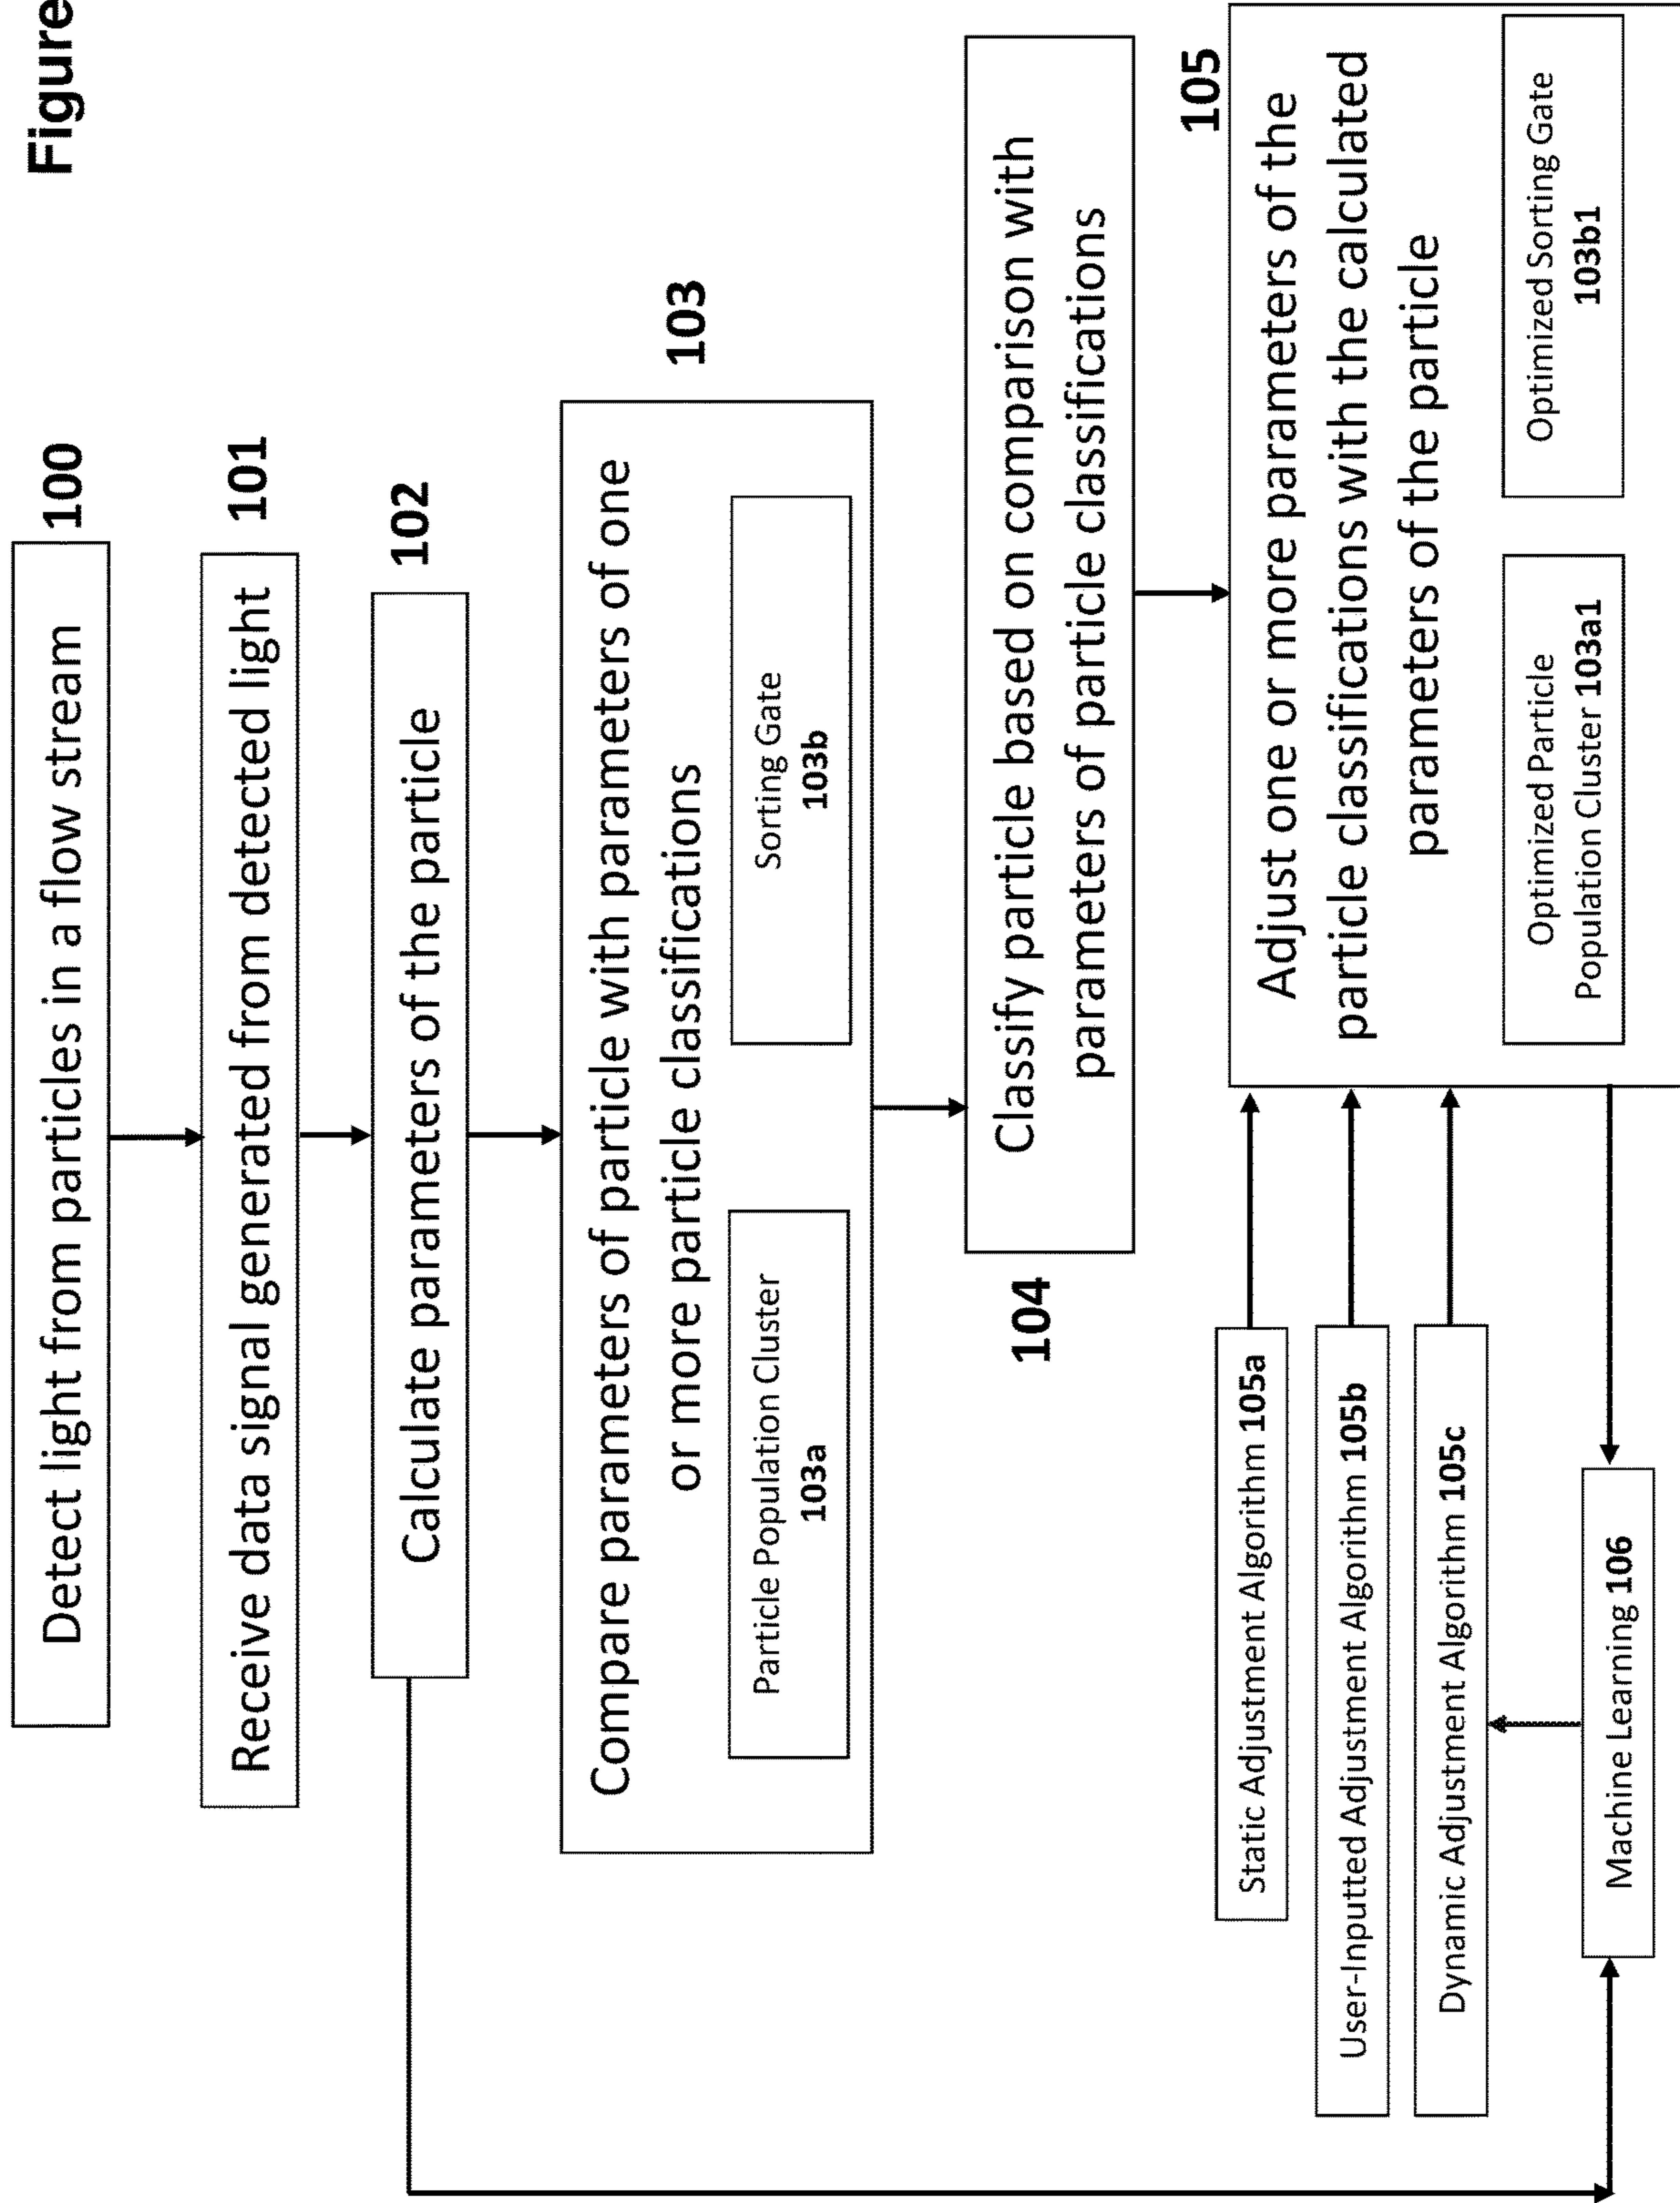 Figure
Detect light from particles in a flow stream
100
Receive data signal generated from detected light
101
Calculate parameters of the particle
102
Compare parameters of particle with parameters of one
or more particle classifications
103
Particle Population Cluster
103a
Sorting Gate
103b
Classify particle based on comparison with
parameters of particle classifications
104
105
Adjust one or more parameters of the
particle classifications with the calculated
parameters of the particle
Optimized Particle
Population Cluster 103a1
Optimized Sorting Gate
103b1
Static Adjustment Algorithm 105a
User-Inputted Adjustment Algorithm 105b
Dynamic Adjustment Algorithm 105c
Machine Learning 106